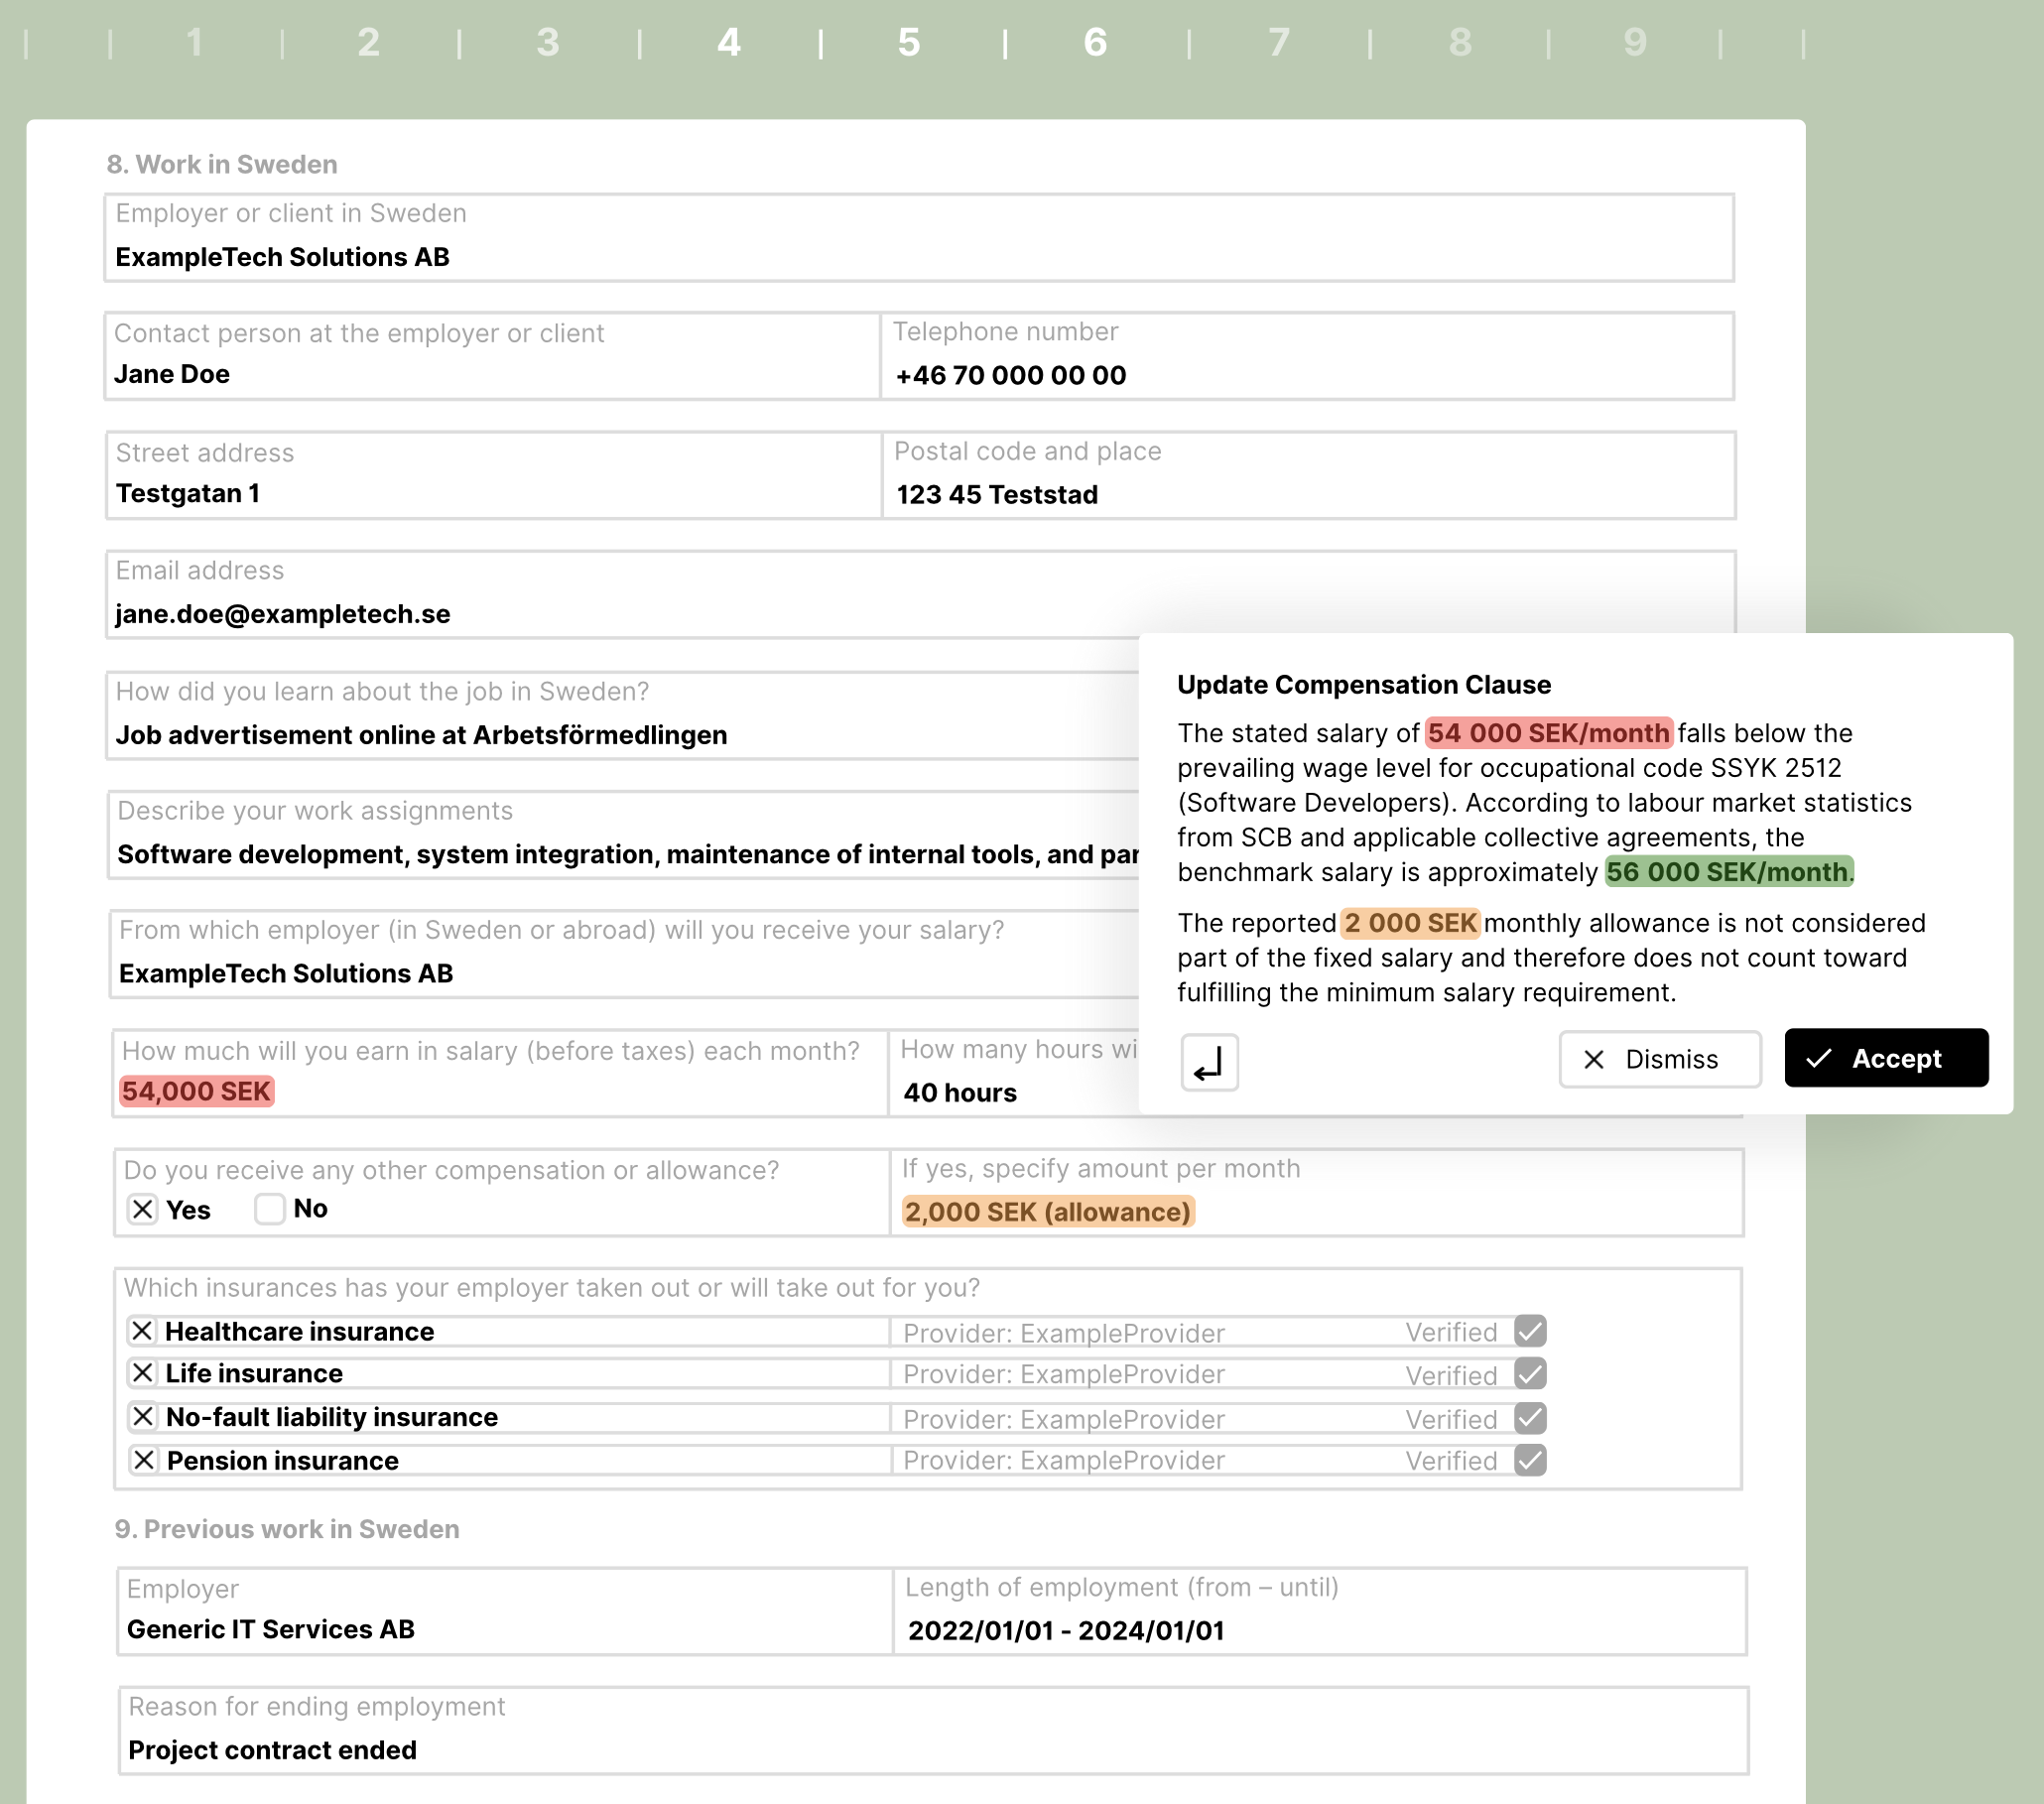 1 2 3 4 5 6 7 8 9
8. Work in Sweden
Employer or client in Sweden
ExampleTech Solutions AB
Contact person at the employer or client
Jane Doe
Telephone number
+46 70 000 00 00
Street address
Testgatan 1
Postal code and place
123 45 Teststad
Email address
jane.doe@exampletech.se
How did you learn about the job in Sweden?
Job advertisement online at Arbetsförmedlingen
Describe your work assignments
Software development, system integration, maintenance of internal tools, and par
From which employer (in Sweden or abroad) will you receive your salary?
ExampleTech Solutions AB
How much will you earn in salary (before taxes) each month?
54,000 SEK
How many hours wi
40 hours
Update Compensation Clause
The stated salary of 54 000 SEK/month falls below the
prevailing wage level for occupational code SSYK 2512
(Software Developers). According to labour market statistics
from SCB and applicable collective agreements, the
benchmark salary is approximately 56 000 SEK/month.
The reported 2 000 SEK monthly allowance is not considered
part of the fixed salary and therefore does not count toward
fulfilling the minimum salary requirement.
Dismiss
Accept
Do you receive any other compensation or allowance?
Yes No
If yes, specify amount per month
2,000 SEK (allowance)
Which insurances has your employer taken out or will take out for you?
Healthcare insurance Provider: ExampleProvider Verified
Life insurance Provider: ExampleProvider Verified
No-fault liability insurance Provider: ExampleProvider Verified
Pension insurance Provider: ExampleProvider Verified
9. Previous work in Sweden
Employer
Generic IT Services AB
Length of employment (from – until)
2022/01/01 - 2024/01/01
Reason for ending employment
Project contract ended